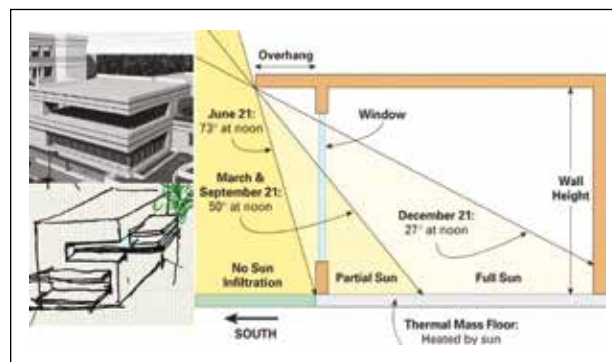 Overhang
June 21:
73° at noon
Window
March &
September 21:
50° at noon
Wall
Height
December 21:
27° at noon
No Sun
Infiltration
Partial Sun
Full Sun
SOUTH
Thermal Mass Floor:
Heated by sun